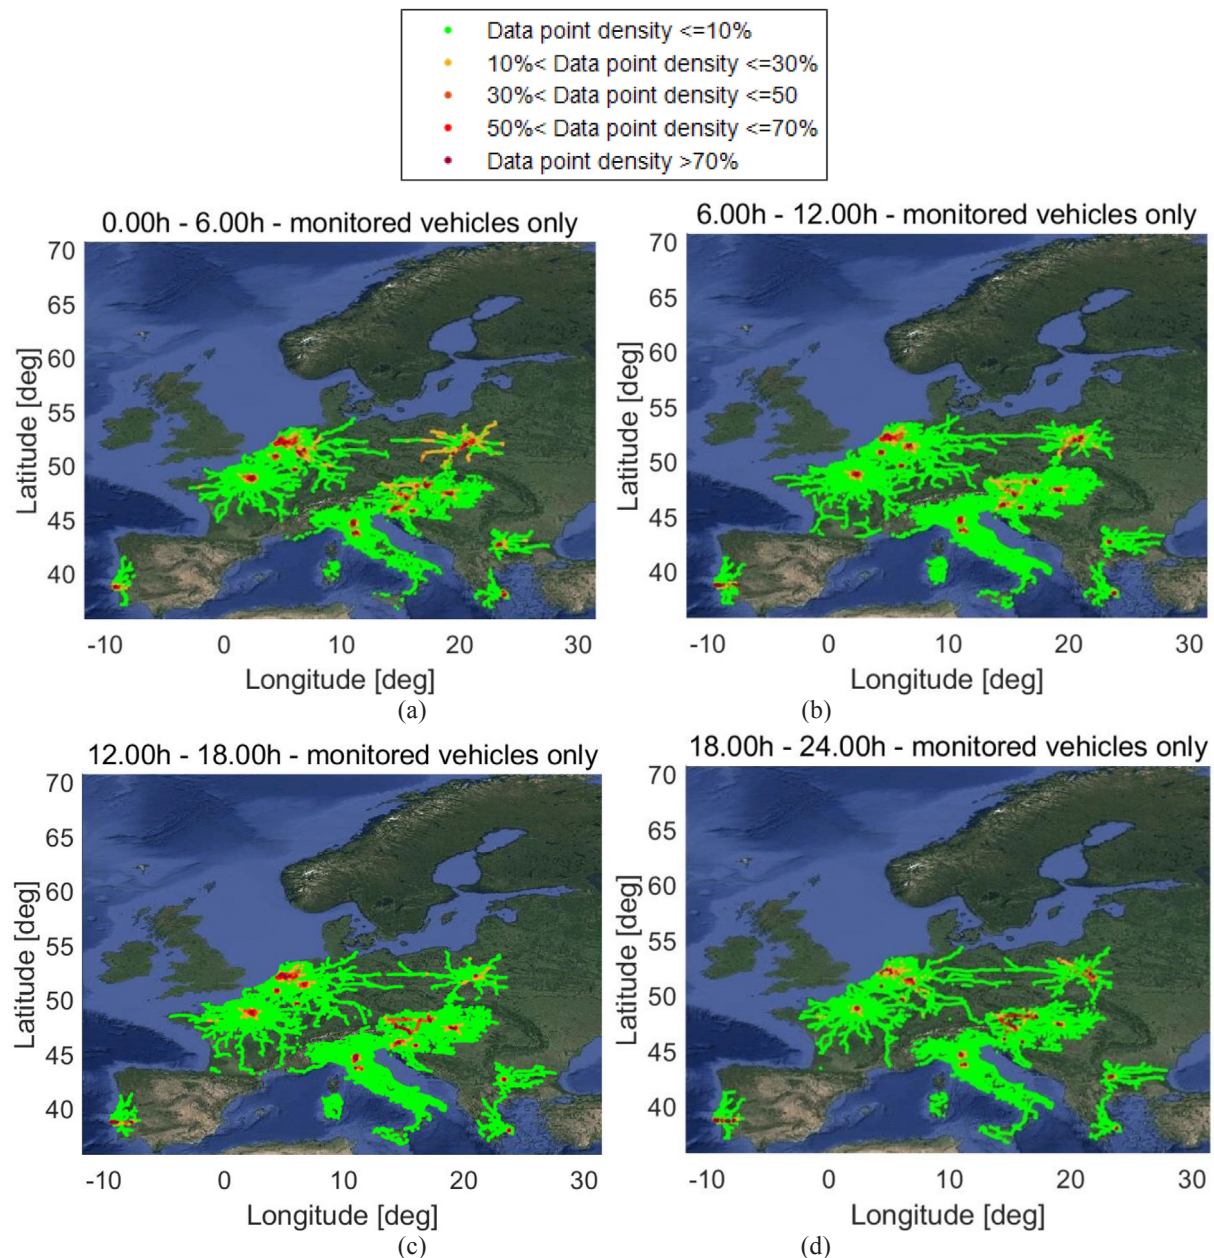 Data point density <=10%
10%< Data point density <=30%
30%< Data point density <=50
50%< Data point density <=70%
Data point density >70%
0.00h - 6.00h - monitored vehicles only
70
65
60
55
50
45
40
Latitude [deg]
-10 0 10 20 30
Longitude [deg]
(a)
6.00h - 12.00h - monitored vehicles only
70
65
60
55
50
45
40
Latitude [deg]
-10 0 10 20 30
Longitude [deg]
(b)
12.00h - 18.00h - monitored vehicles only
70
65
60
55
50
45
40
Latitude [deg]
-10 0 10 20 30
Longitude [deg]
(c)
18.00h - 24.00h - monitored vehicles only
70
65
60
55
50
45
40
Latitude [deg]
-10 0 10 20 30
Longitude [deg]
(d)